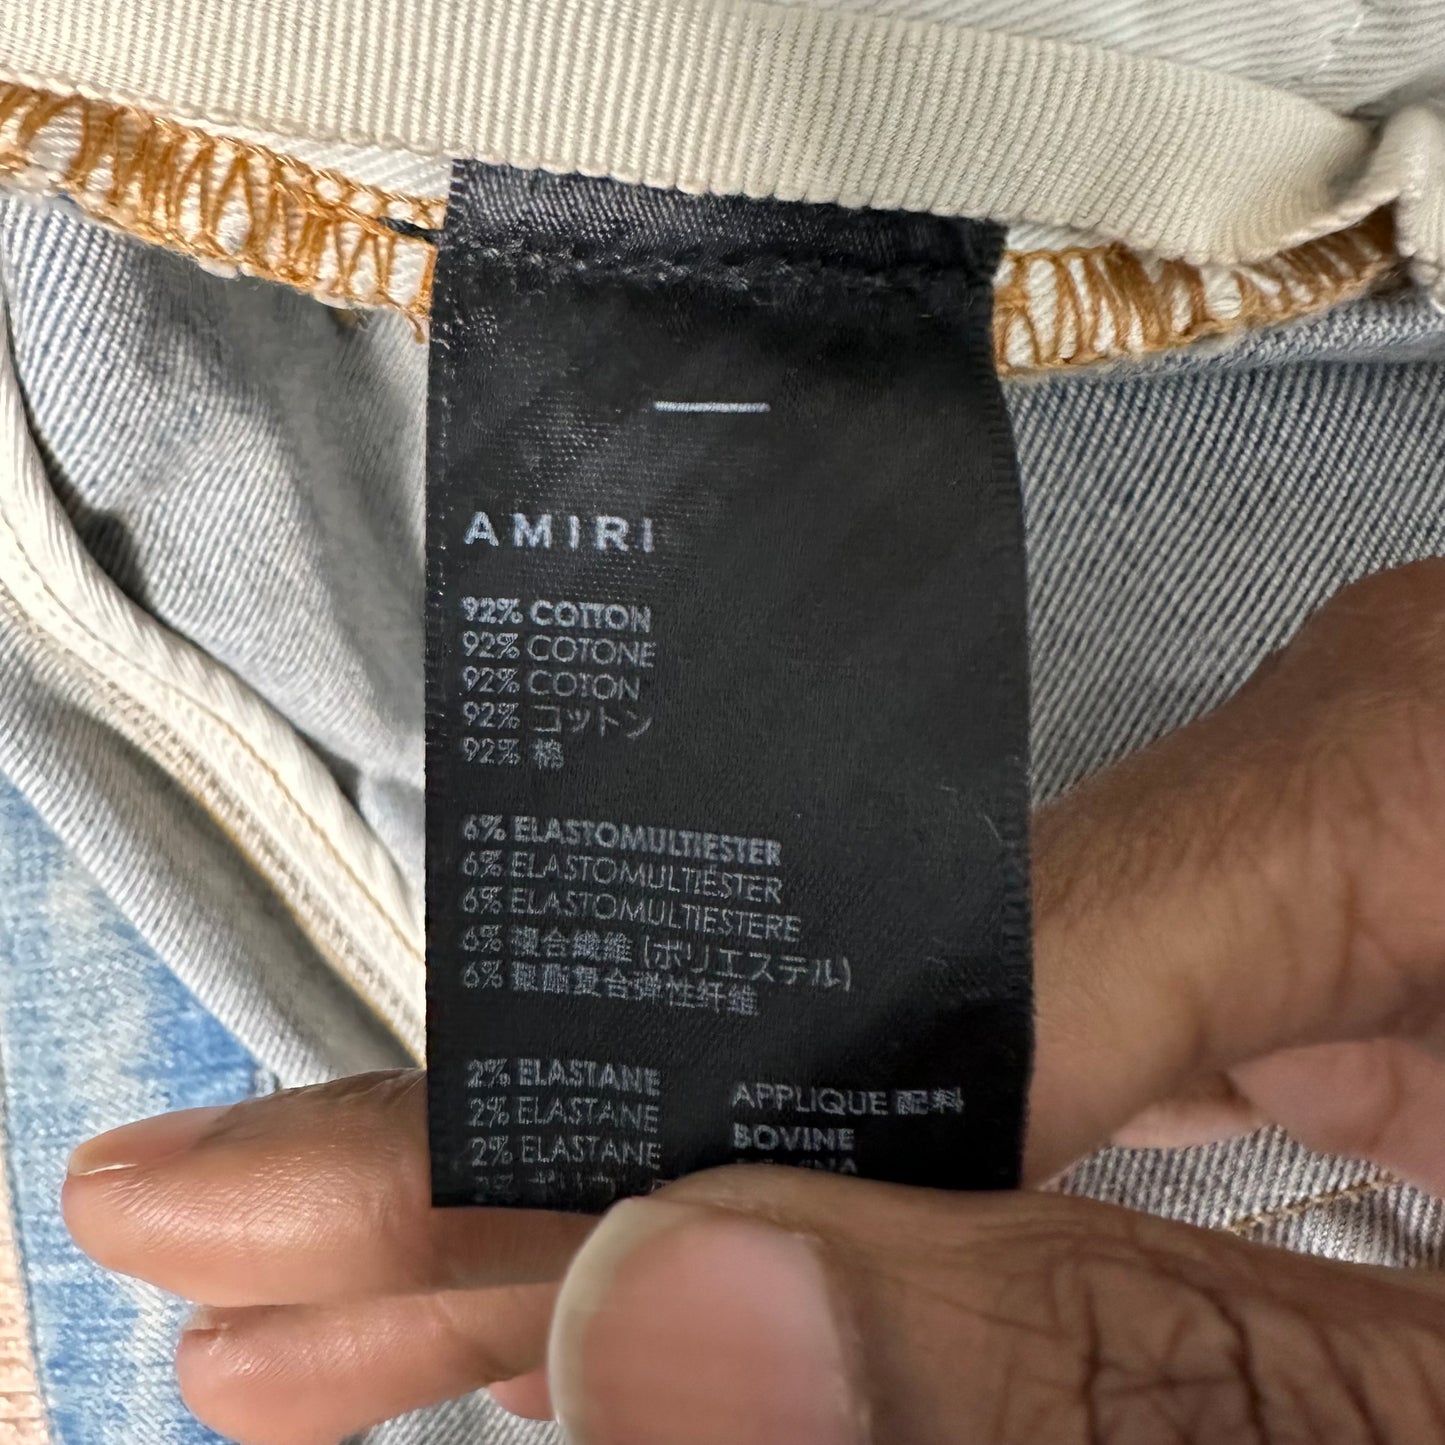 AMIRI
92% COTTON
92% COTONE
92% COTON
92% コットン
92% 棉
6% ELASTOMULTIESTER
6% ELASTOMULTIÉSTER
6% ELASTOMULTIESTERE
6% 複合繊維 (ポリエステル)
6% 聚酯复合弹性纤维
2% ELASTANE
2% ELASTANE
2% ELASTANE
APPLIQUE 配料
BOVINE